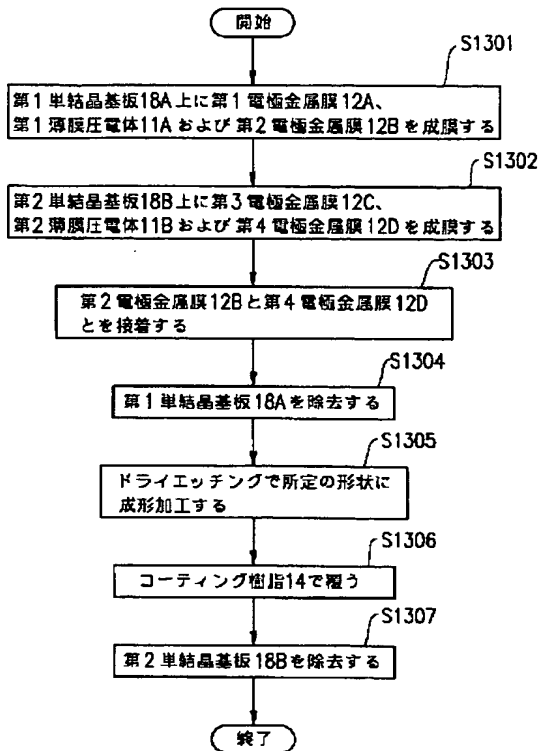 開始
S1301
第1単結晶基板18A上に第1電極金属膜12A、
第1薄膜圧電体11Aおよび第2電極金属膜12Bを成膜する
S1302
第2単結晶基板18B上に第3電極金属膜12C、
第2薄膜圧電体11Bおよび第4電極金属膜12Dを成膜する
S1303
第2電極金属膜12Bと第4電極金属膜12D
とを接着する
S1304
第1単結晶基板18Aを除去する
S1305
ドライエッチングで所定の形状に
成形加工する
S1306
コーティング樹脂14で覆う
S1307
第2単結晶基板18Bを除去する
終了